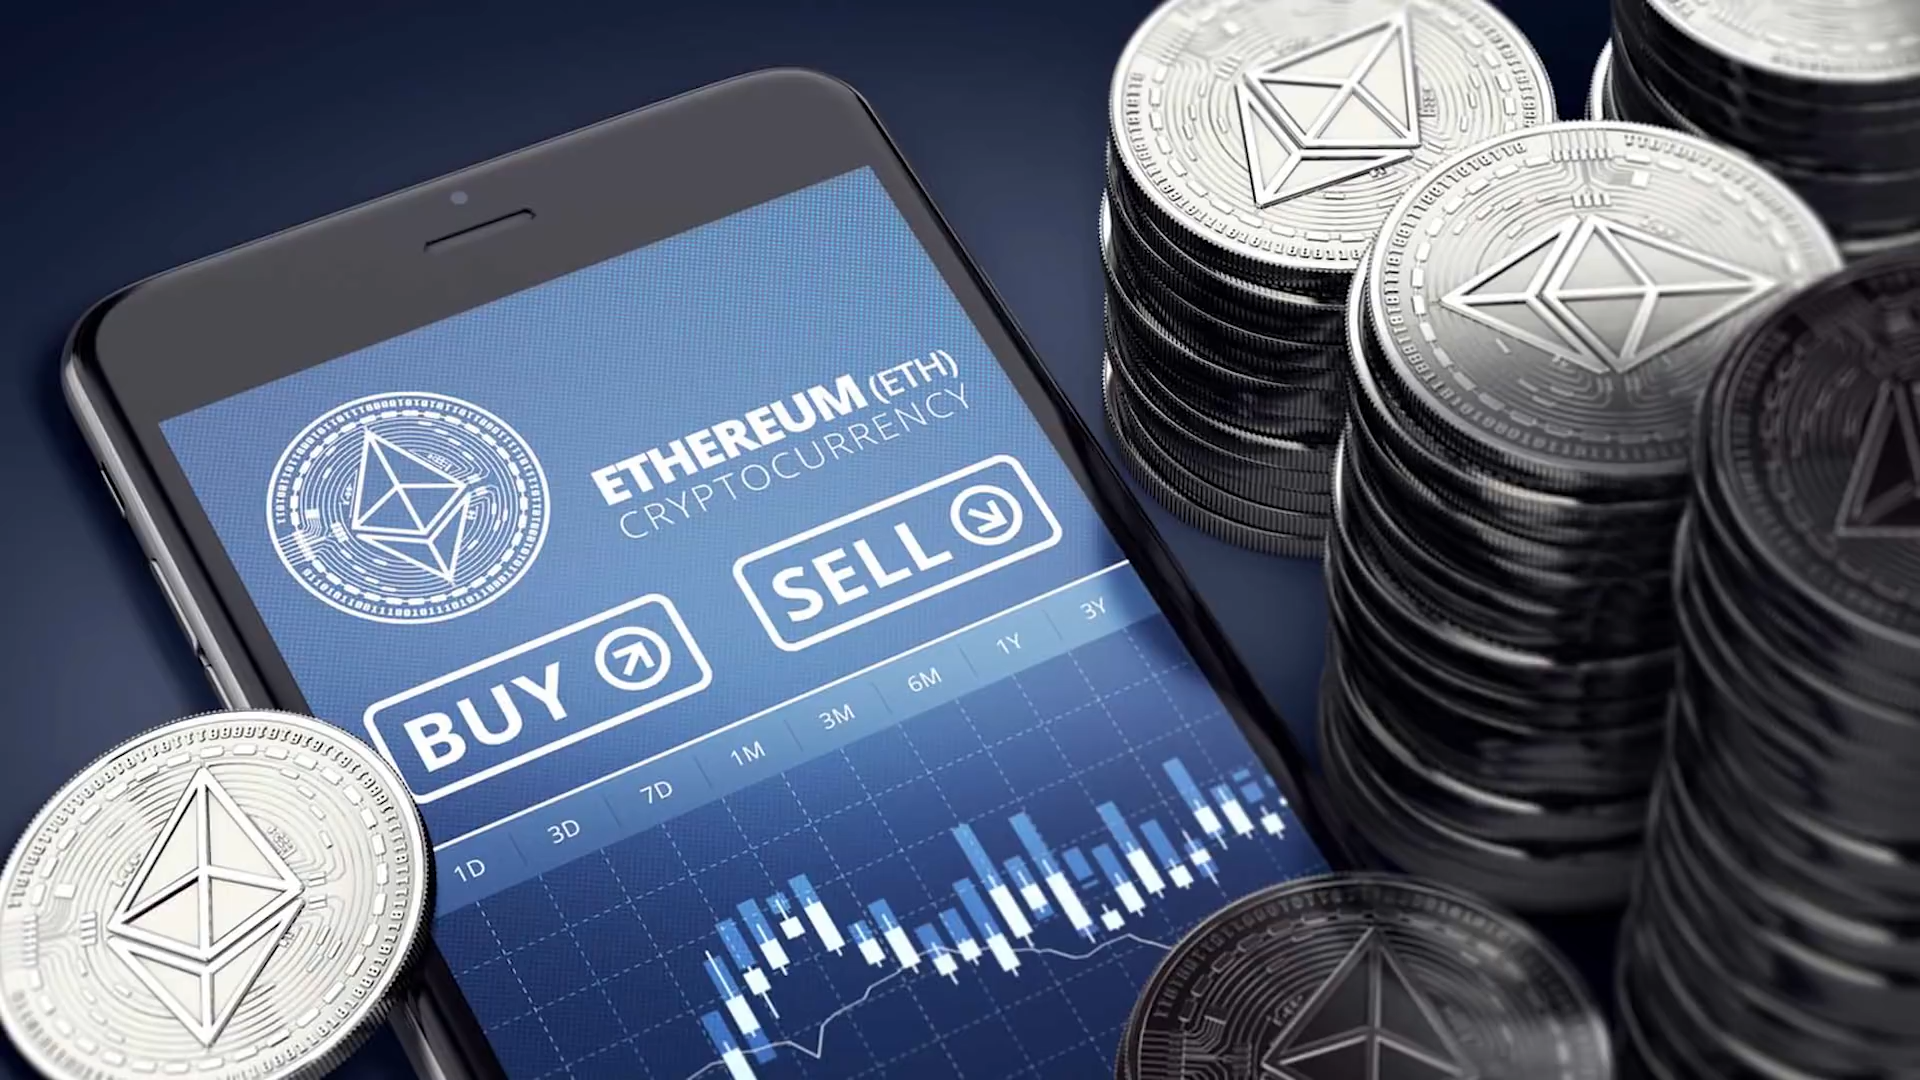 ETHEREUM (ETH)
CRYPTOCURRENCY
BUY
SELL
1D
3D
7D
1M
3M
6M
1Y
3Y